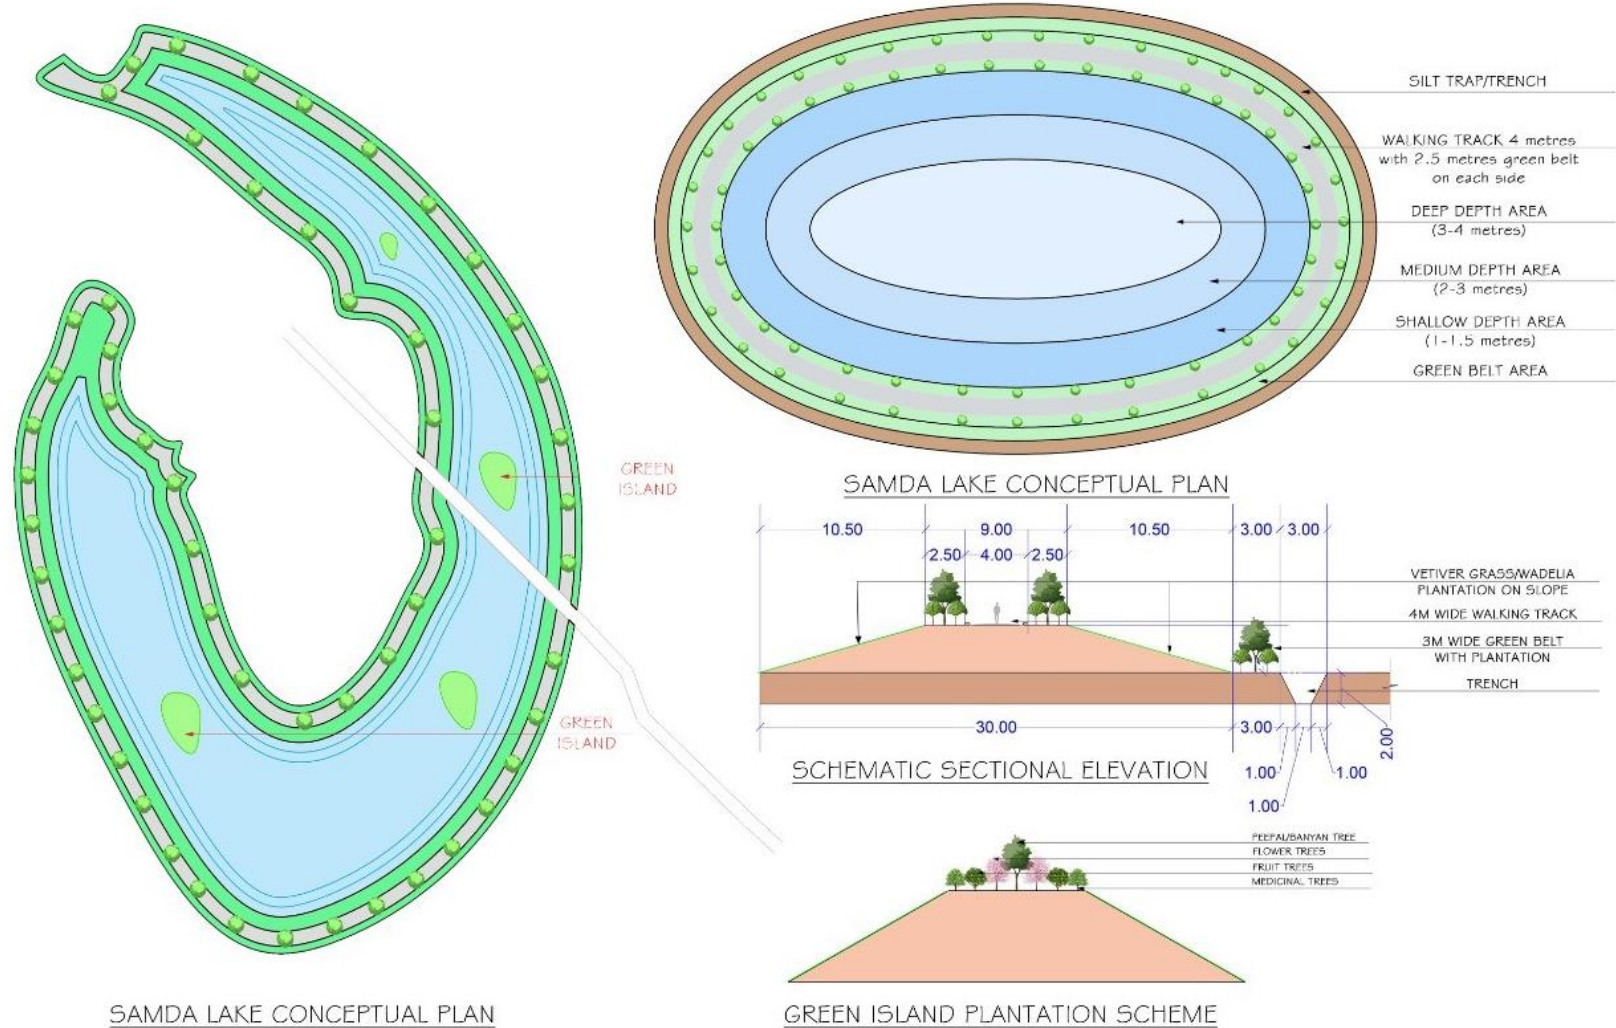 SILT TRAP/TRENCH
WALKING TRACK 4 metres
with 2.5 metres green belt
on each side
DEEP DEPTH AREA
(3-4 metres)
MEDIUM DEPTH AREA
(2-3 metres)
SHALLOW DEPTH AREA
(1-1.5 metres)
GREEN BELT AREA
SAMDA LAKE CONCEPTUAL PLAN
GREEN
ISLAND
GREEN
ISLAND
10.50 9.00 10.50 3.00 3.00
2.50 4.00 2.50
VETIVER GRASS/WADELIA
PLANTATION ON SLOPE
4M WIDE WALKING TRACK
3M WIDE GREEN BELT
WITH PLANTATION
TRENCH
30.00 3.00 2.00
1.00 1.00
1.00
SCHEMATIC SECTIONAL ELEVATION
PEEPAL/BANYAN TREE
FLOWER TREES
FRUIT TREES
MEDICINAL TREES
SAMDA LAKE CONCEPTUAL PLAN
GREEN ISLAND PLANTATION SCHEME